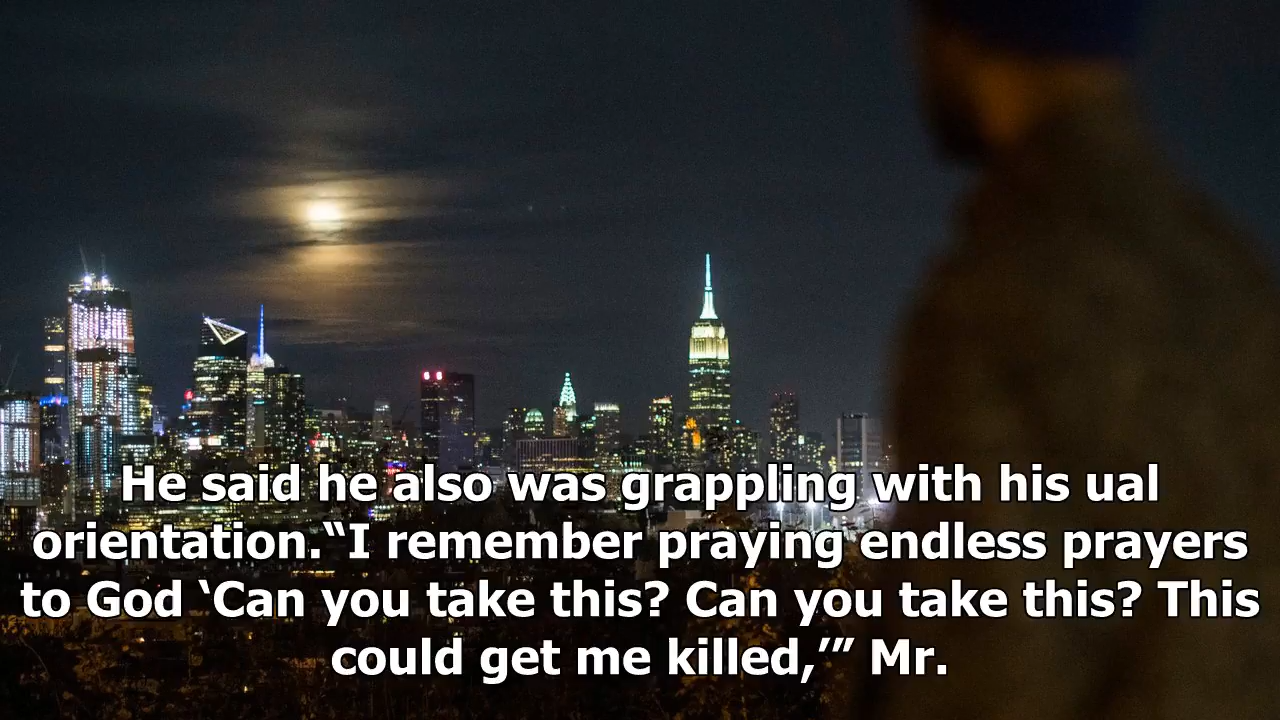 He said he also was grappling with his ual
orientation.“I remember praying endless prayers
to God ‘Can you take this? Can you take this? This
could get me killed,’” Mr.